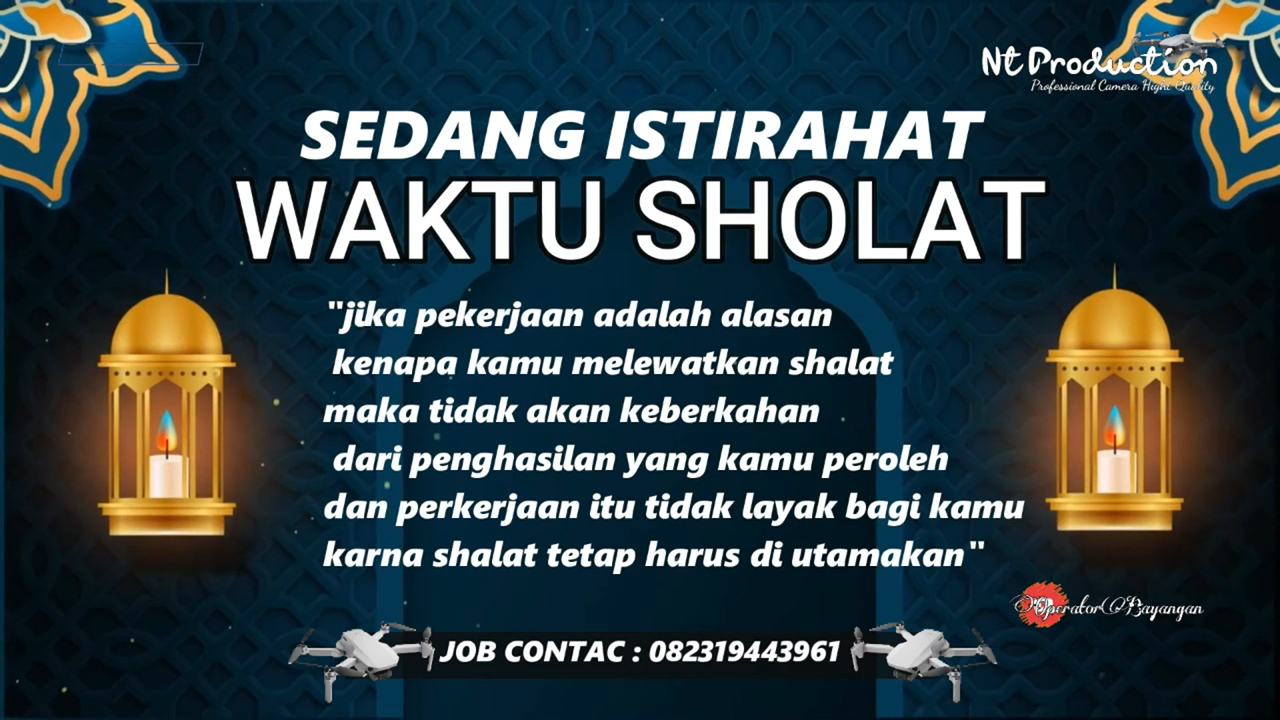 Nt Production
Professional Camera Hight Quality
SEDANG ISTIRAHAT
WAKTU SHOLAT
"jika pekerjaan adalah alasan
kenapa kamu melewatkan shalat
maka tidak akan keberkahan
dari penghasilan yang kamu peroleh
dan perkerjaan itu tidak layak bagi kamu
karna shalat tetap harus di utamakan"
Operator Bayangan
JOB CONTAC : 082319443961